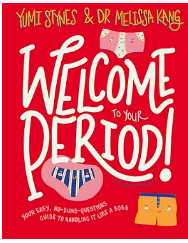 YUMI STYNES & DR MELISSA KANG
WELCOME
TO YOUR
PERIOD!
YOUR EASY, NO-DUMB-QUESTIONS
GUIDE TO HANDLING IT LIKE A BOSS